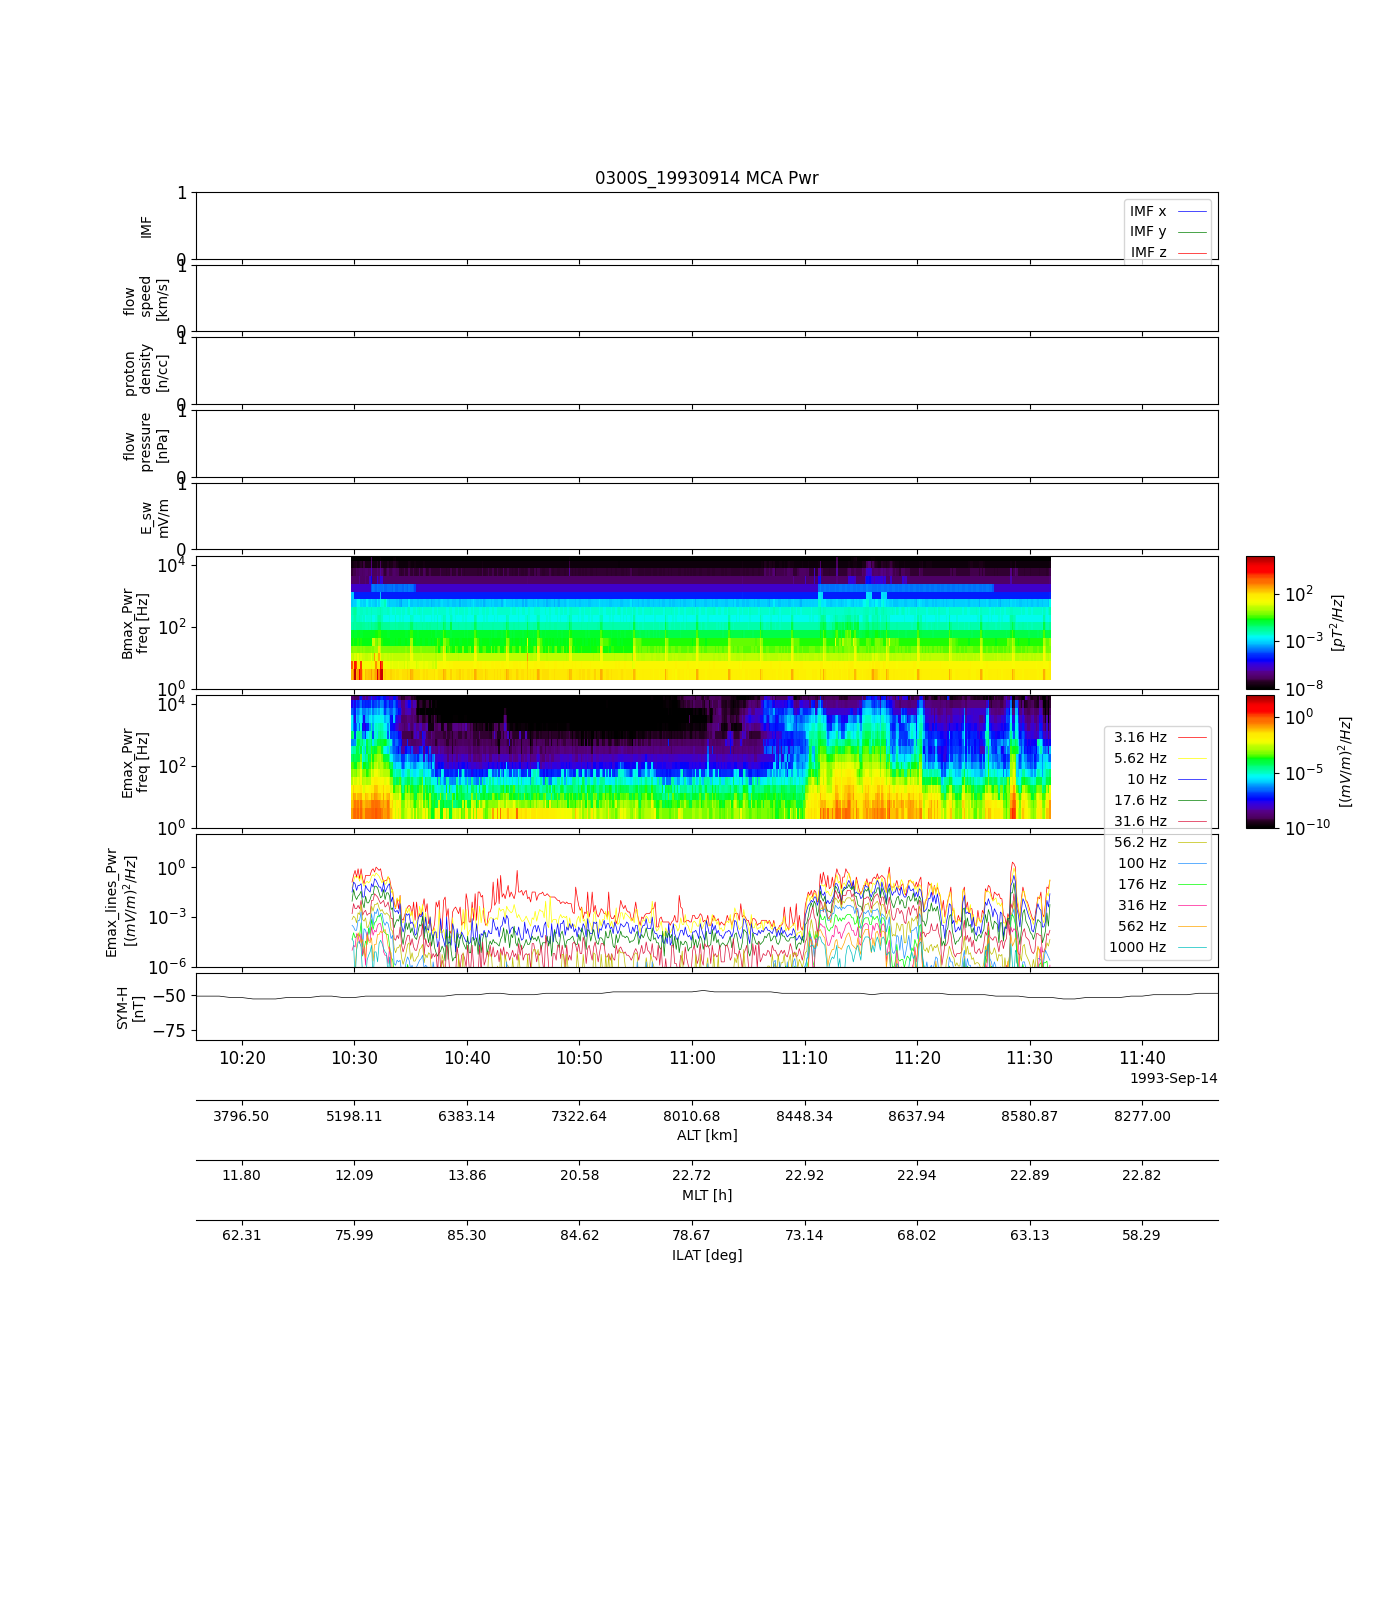 0300S_19930914 MCA Pwr
1
IMF
0
IMF x
IMF y
IMF z
1
flow
speed
[km/s]
0
1
proton
density
[n/cc]
0
1
flow
pressure
[nPa]
0
1
E_sw
mV/m
0
10^4
10^2
10^0
Bmax_Pwr
freq [Hz]
10^2
10^-3
10^-8
[pT^2/Hz]
10^4
10^2
10^0
Emax_Pwr
freq [Hz]
10^0
10^-5
10^-10
[(mV/m)^2/Hz]
3.16 Hz
5.62 Hz
10 Hz
17.6 Hz
31.6 Hz
56.2 Hz
100 Hz
176 Hz
316 Hz
562 Hz
1000 Hz
10^0
10^-3
10^-6
Emax_lines_Pwr
[(mV/m)^2/Hz]
−50
−75
SYM-H
[nT]
10:20 10:30 10:40 10:50 11:00 11:10 11:20 11:30 11:40
1993-Sep-14
3796.50 5198.11 6383.14 7322.64 8010.68 8448.34 8637.94 8580.87 8277.00
ALT [km]
11.80 12.09 13.86 20.58 22.72 22.92 22.94 22.89 22.82
MLT [h]
62.31 75.99 85.30 84.62 78.67 73.14 68.02 63.13 58.29
ILAT [deg]